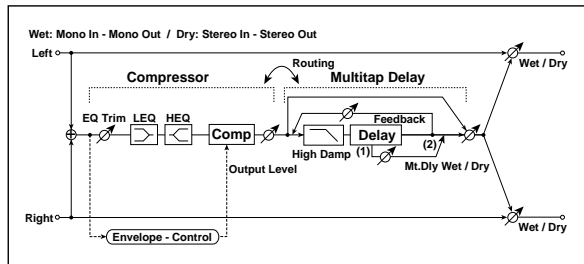 Wet: Mono In - Mono Out / Dry: Stereo In - Stereo Out
Left
Wet / Dry
Routing
Compressor
Multitap Delay
EQ Trim
LEQ
HEQ
Feedback
Comp
Delay
High Damp
(1)
(2)
Output Level
Mt.Dly Wet / Dry
Right
Wet / Dry
Envelope - Control